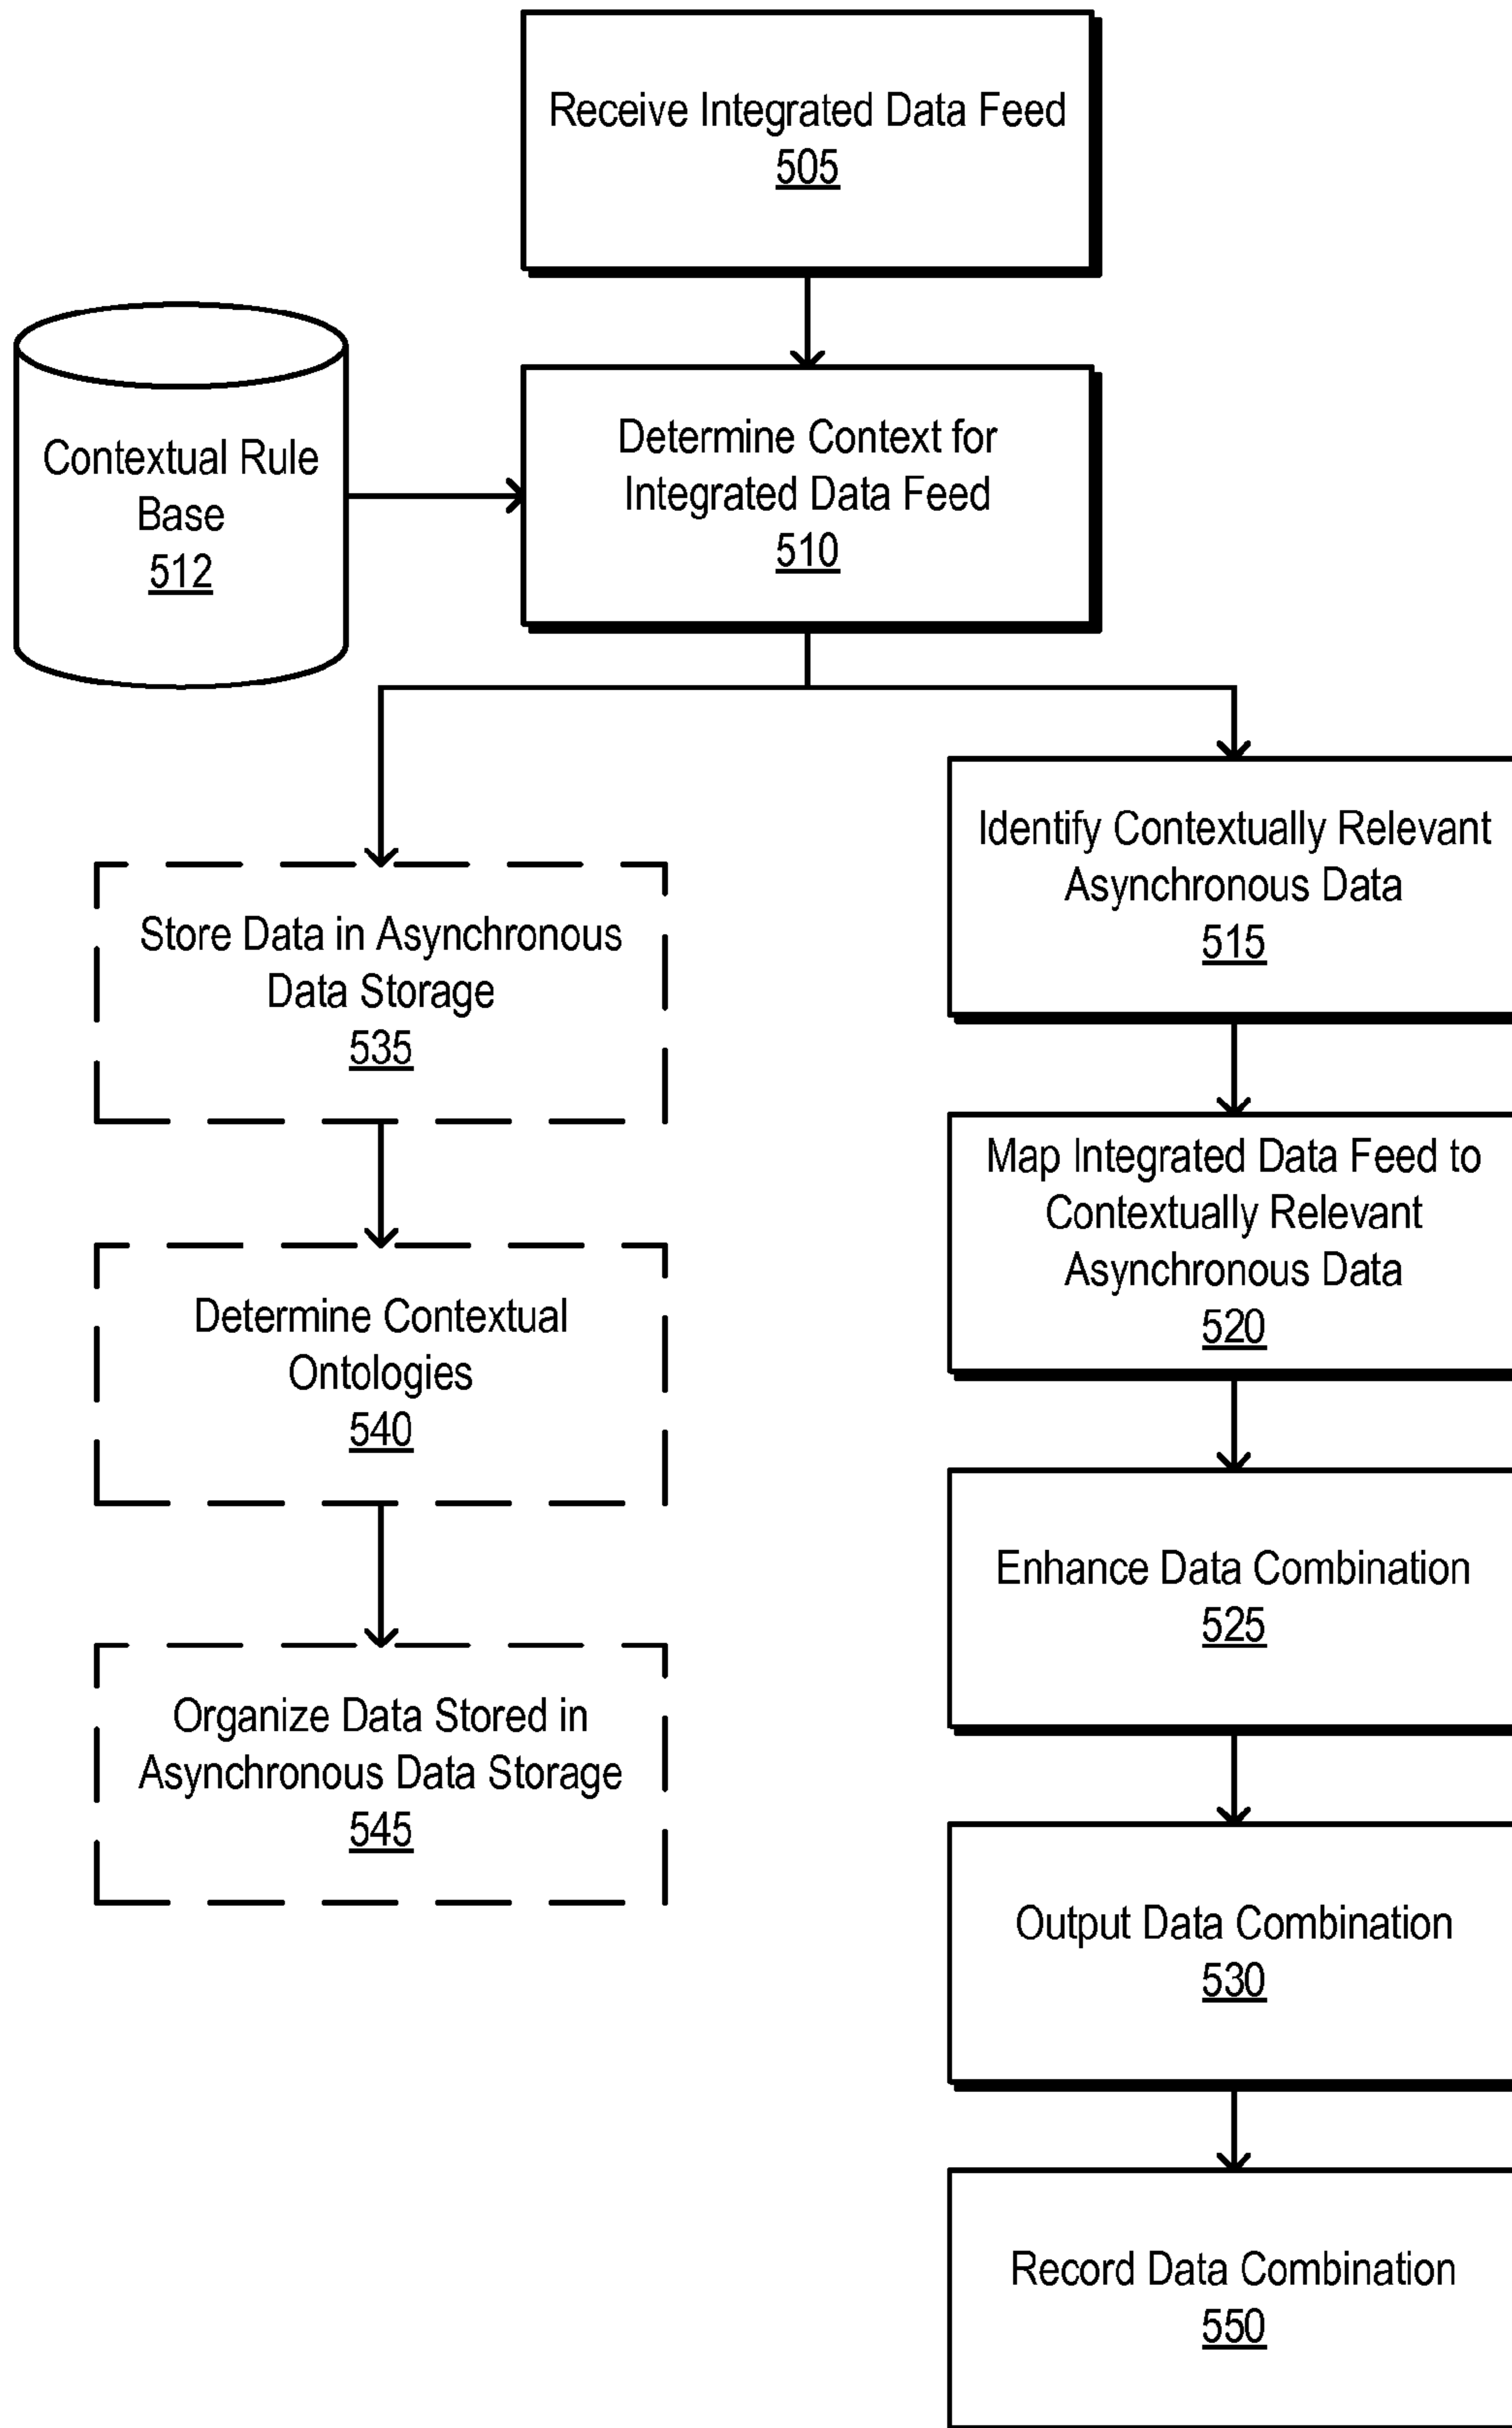 Receive Integrated Data Feed
505
Contextual Rule
Base
512
Determine Context for
Integrated Data Feed
510
Store Data in Asynchronous
Data Storage
535
Determine Contextual
Ontologies
540
Organize Data Stored in
Asynchronous Data Storage
545
Identify Contextually Relevant
Asynchronous Data
515
Map Integrated Data Feed to
Contextually Relevant
Asynchronous Data
520
Enhance Data Combination
525
Output Data Combination
530
Record Data Combination
550